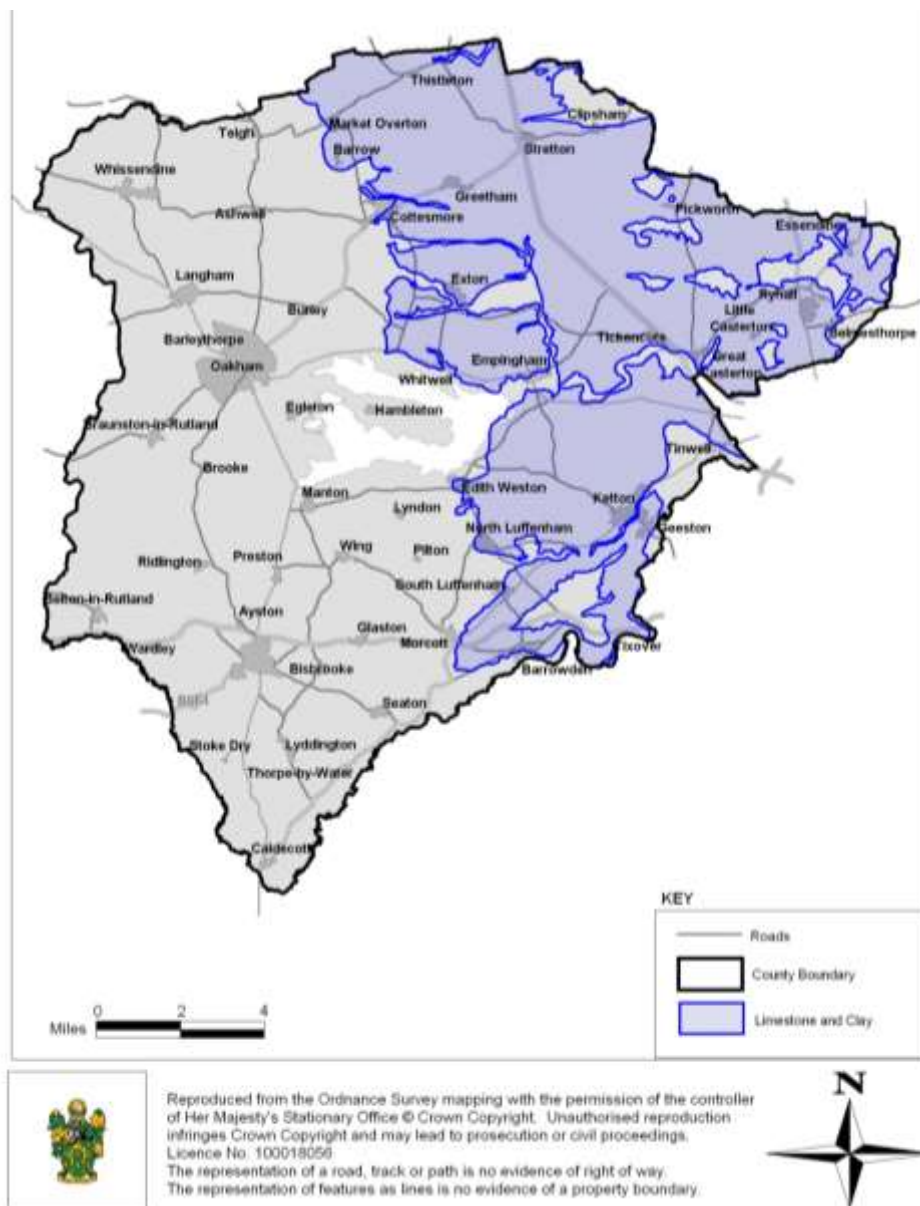 Thistleton
Clipsham
Market Overton
Teigh
Barrow
Stretton
Whissendine
Greetham
Pickworth
Ashwell
Cottesmore
Essendine
Langham
Exton
Burley
Ryhall
Little
Casterton
Barleythorpe
Tickencote
Belmesthorpe
Oakham
Empingham
Great
Casterton
Whitwell
Egleton
Hambleton
Braunston-in-Rutland
Tinwell
Brooke
Edith Weston
Manton
Ketton
Lyndon
North Luffenham
Geeston
Preston
Wing
Pilton
Ridlington
South Luffenham
Belton-in-Rutland
Ayston
Glaston
Morcott
Wardley
Tixover
Bisbrooke
Barrowden
Seaton
Stoke Dry
Lyddington
Thorpe-by-Water
Caldecott
KEY
Roads
County Boundary
Limestone and Clay
0 2 4
Miles
N
Reproduced from the Ordnance Survey mapping with the permission of the controller
of Her Majesty's Stationary Office © Crown Copyright. Unauthorised reproduction
infringes Crown Copyright and may lead to prosecution or civil proceedings.
Licence No. 100018056
The representation of a road, track or path is no evidence of right of way.
The representation of features as lines is no evidence of a property boundary.